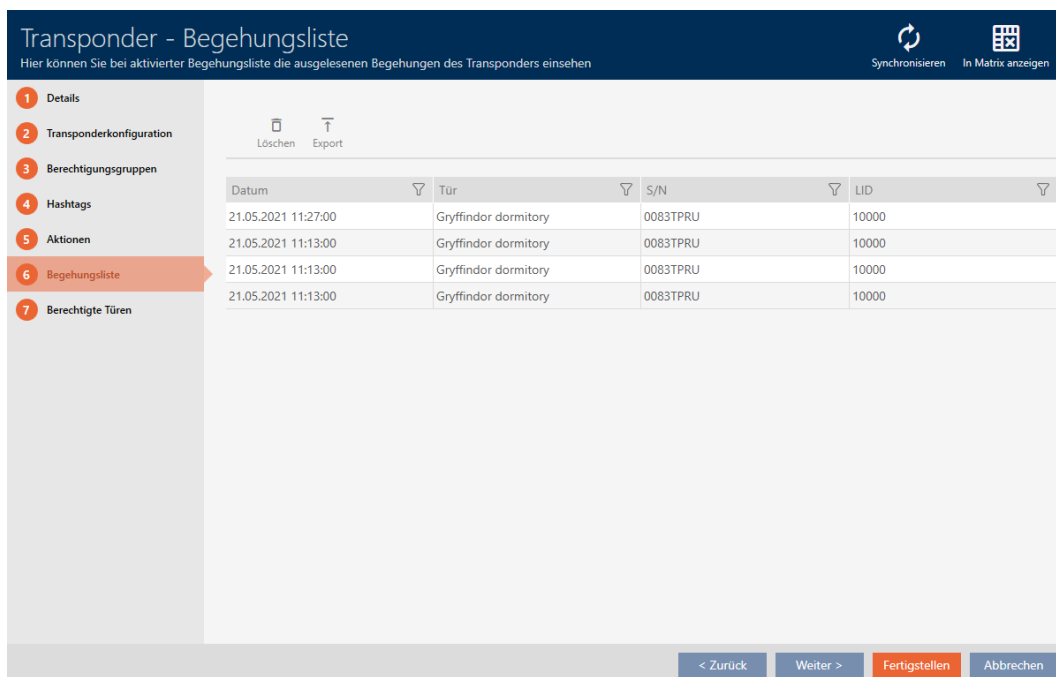 Transponder - Begehungsliste
Hier können Sie bei aktivierter Begehungsliste die ausgelesenen Begehungen des Transponders einsehen
Synchronisieren In Matrix anzeigen
1 Details
2 Transponderkonfiguration
3 Berechtigungsgruppen
4 Hashtags
5 Aktionen
6 Begehungsliste
7 Berechtigte Türen
Löschen Export
Datum Tür S/N LID
21.05.2021 11:27:00 Gryffindor dormitory 0083TPRU 10000
21.05.2021 11:13:00 Gryffindor dormitory 0083TPRU 10000
21.05.2021 11:13:00 Gryffindor dormitory 0083TPRU 10000
21.05.2021 11:13:00 Gryffindor dormitory 0083TPRU 10000
< Zurück Weiter > Fertigstellen Abbrechen